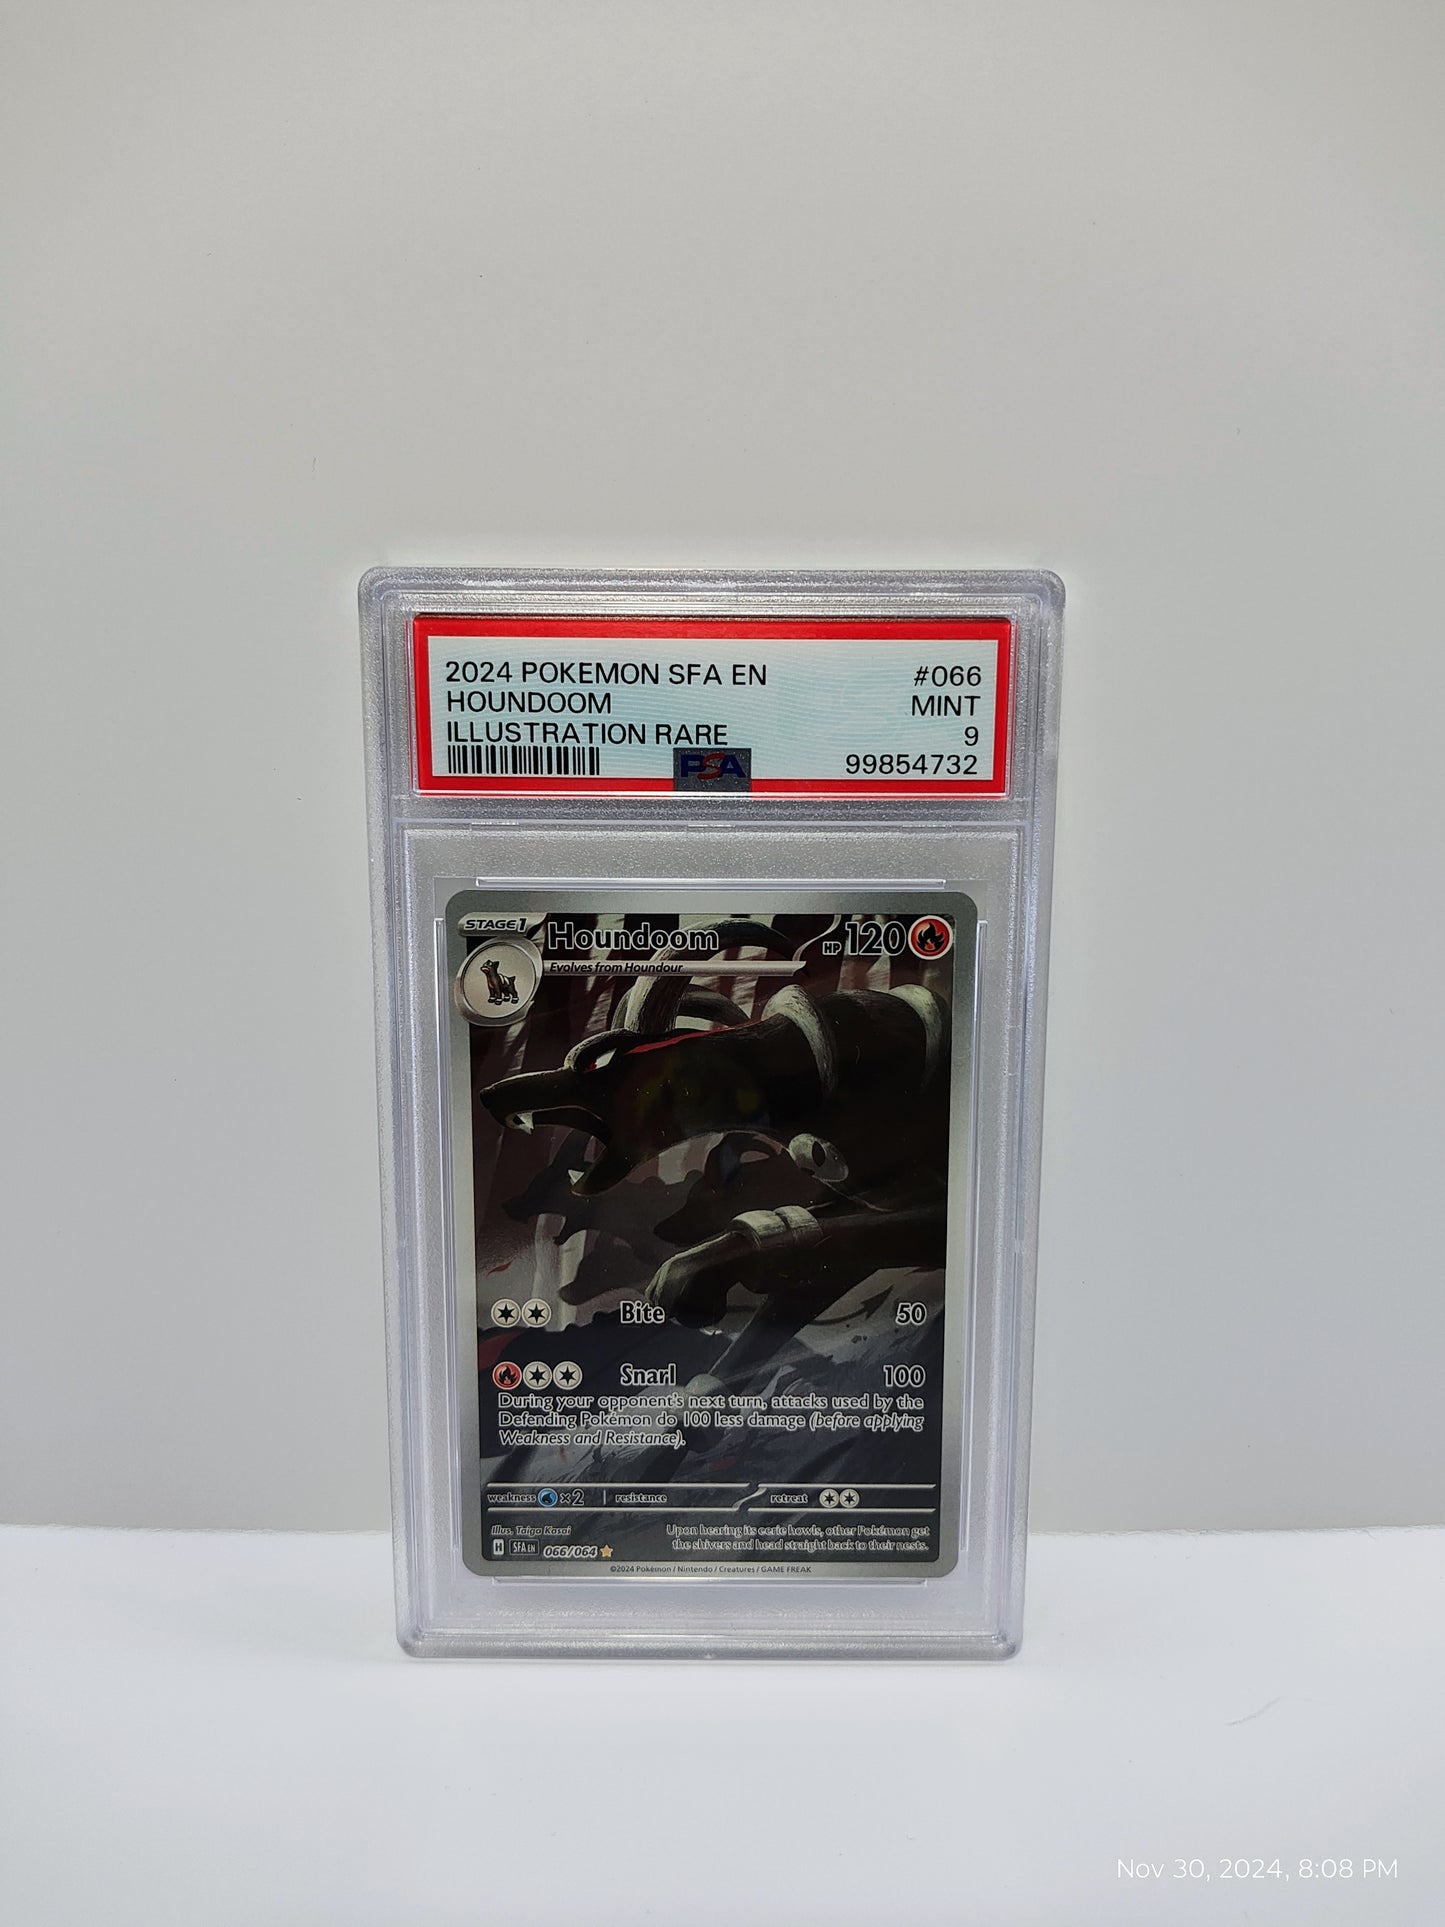 2024 POKEMON SFA EN #066
HOUNDOOM MINT
ILLUSTRATION RARE 9
PSA 99854732
STAGE1 Houndoom HP 120
Evolves from Houndour
Bite 50
Snarl 100
During your opponent's next turn, attacks used by the
Defending Pokémon do 100 less damage (before applying
Weakness and Resistance).
weakness x2 resistance retreat
Illus. Taiga Kasai
Upon hearing its eerie howls, other Pokémon get
the shivers and head straight back to their nests.
H SFA EN 066/064
©2024 Pokémon / Nintendo / Creatures / GAME FREAK
Nov 30, 2024, 8:08 PM